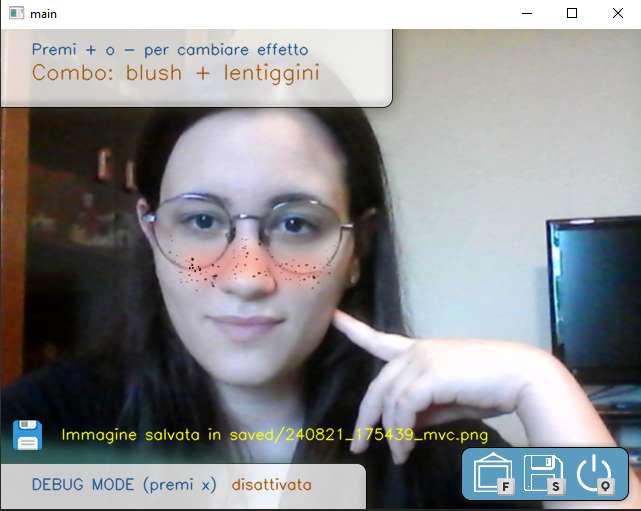 main
Premi + o - per cambiare effetto
Combo: blush + lentiggini
Immagine salvata in saved/240821_175439_mvc.png
DEBUG MODE (premi x) disattivata
F S Q